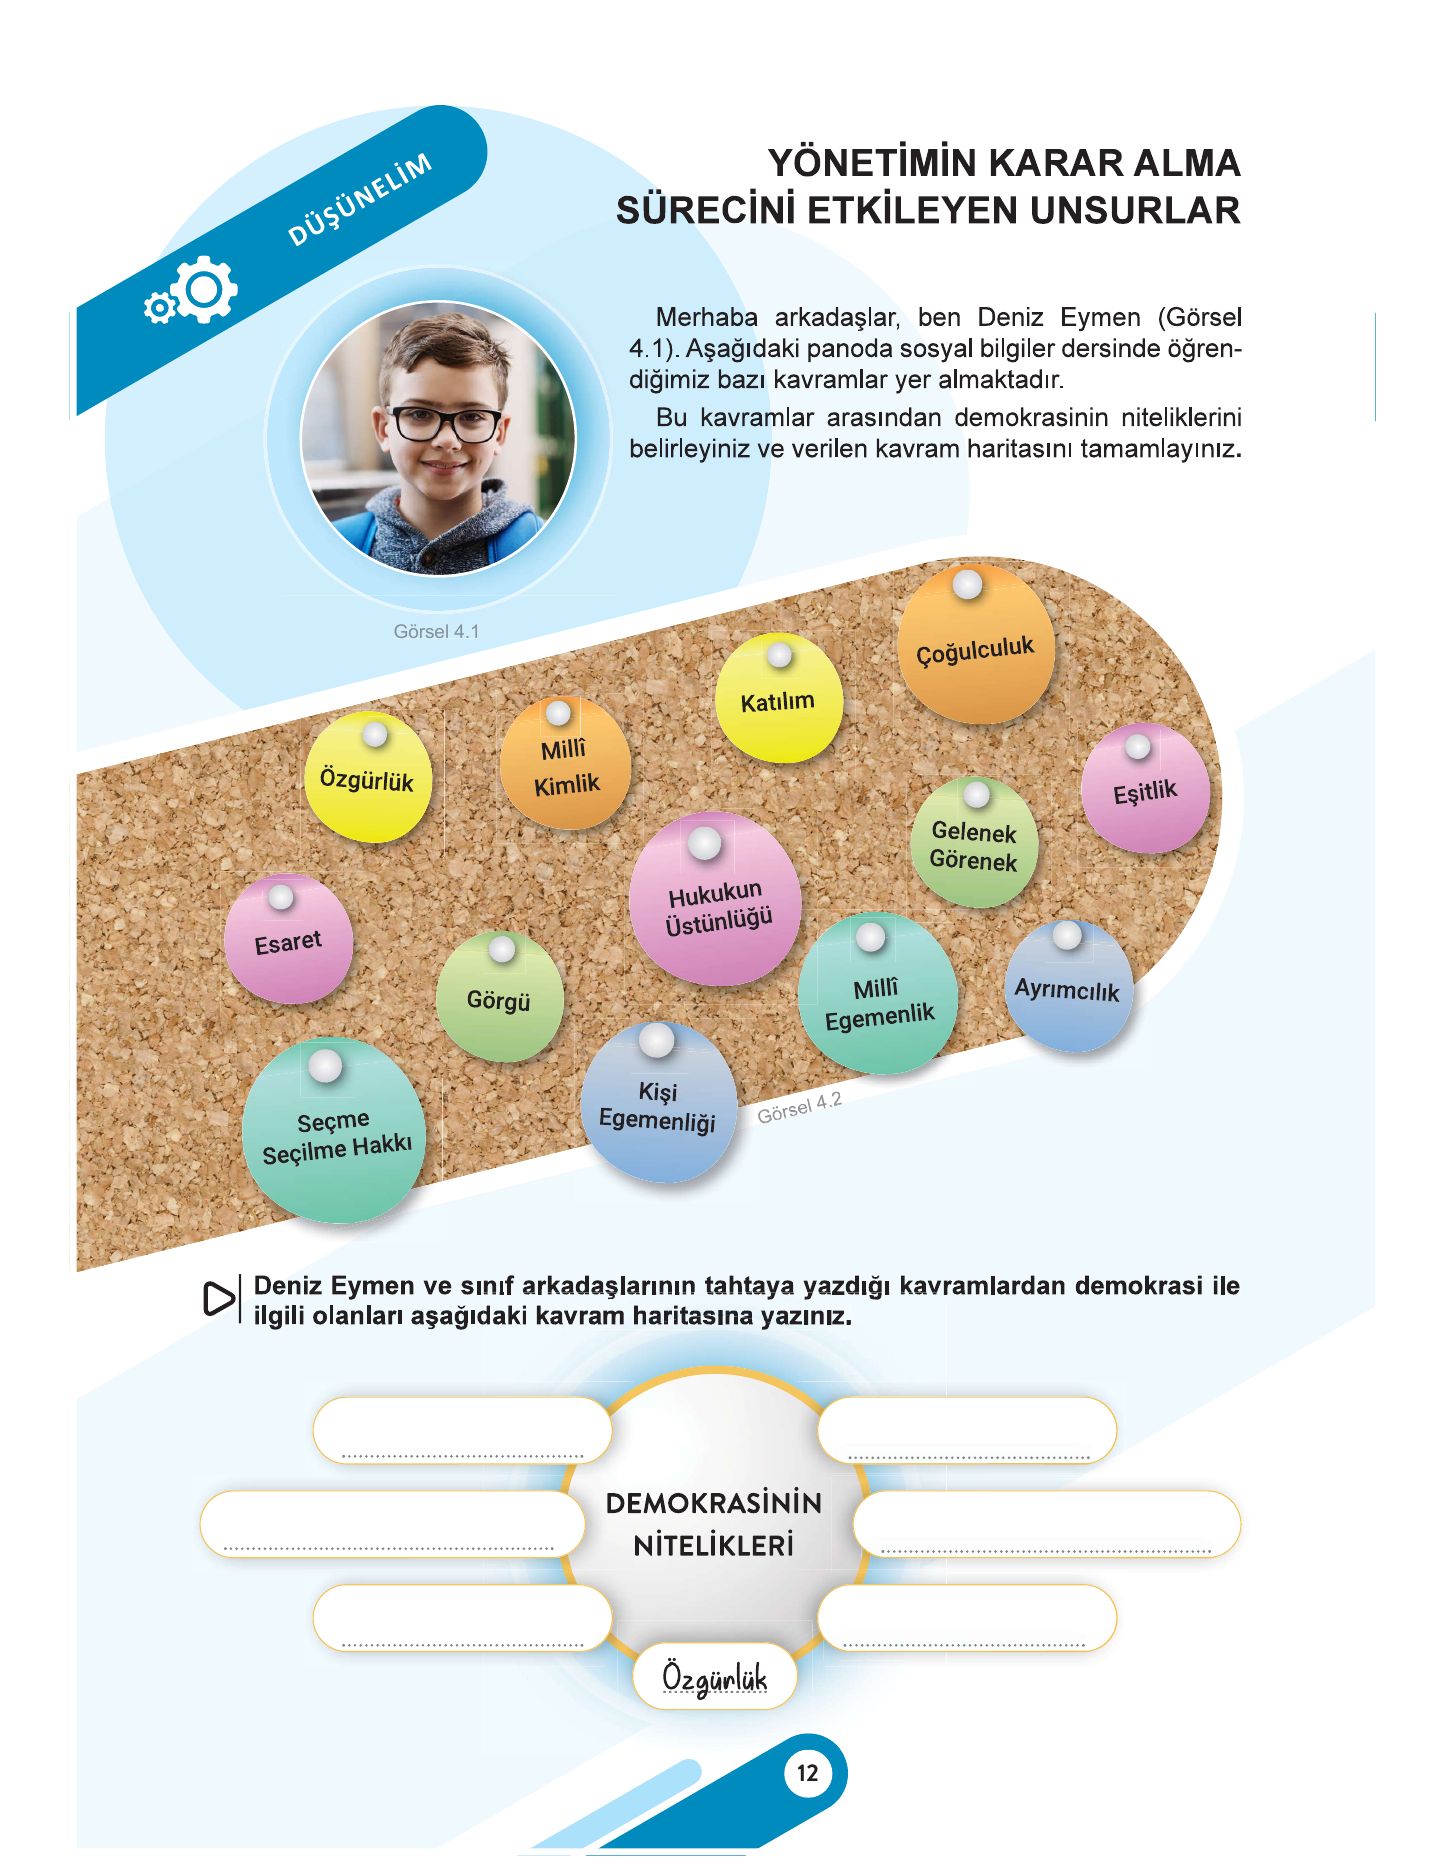 DÜŞÜNELİM
YÖNETİMİN KARAR ALMA
SÜRECİNİ ETKİLEYEN UNSURLAR
Merhaba arkadaşlar, ben Deniz Eymen (Görsel
4.1). Aşağıdaki panoda sosyal bilgiler dersinde öğren-
diğimiz bazı kavramlar yer almaktadır.
Bu kavramlar arasından demokrasinin niteliklerini
belirleyiniz ve verilen kavram haritasını tamamlayınız.
Görsel 4.1
Çoğulculuk
Katılım
Millî
Kimlik
Özgürlük
Eşitlik
Gelenek
Görenek
Hukukun
Üstünlüğü
Esaret
Görgü
Millî
Egemenlik
Ayrımcılık
Kişi
Egemenliği
Seçme
Seçilme Hakkı
Görsel 4.2
Deniz Eymen ve sınıf arkadaşlarının tahtaya yazdığı kavramlardan demokrasi ile
ilgili olanları aşağıdaki kavram haritasına yazınız.
DEMOKRASİNİN
NİTELİKLERİ
Özgürlük
12